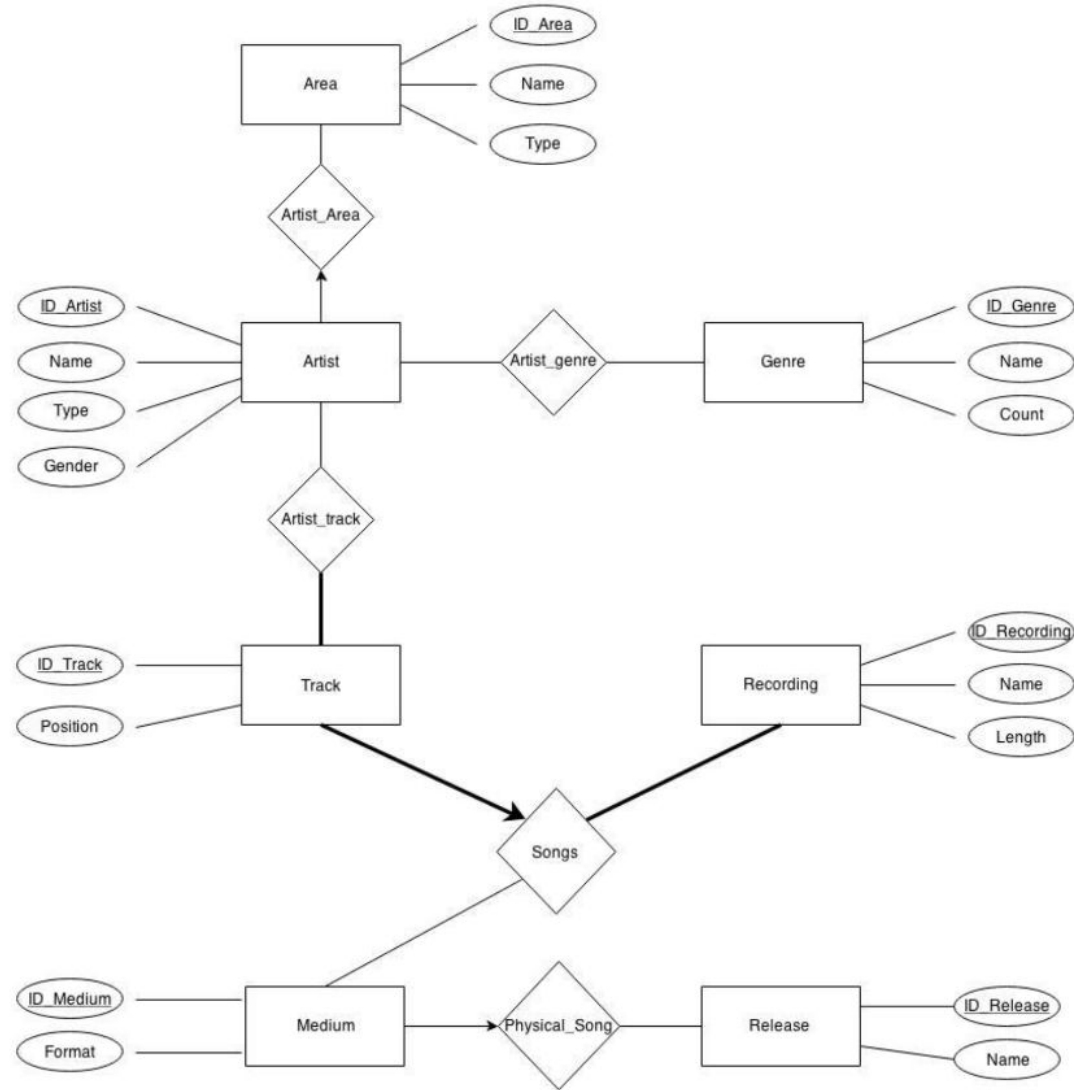 ID_Area
Area
Name
Type
Artist_Area
ID_Artist
Name
Type
Gender
Artist
Artist_genre
Genre
ID_Genre
Name
Count
Artist_track
ID_Track
Position
Track
Recording
ID_Recording
Name
Length
Songs
ID_Medium
Format
Medium
Physical_Song
Release
ID_Release
Name